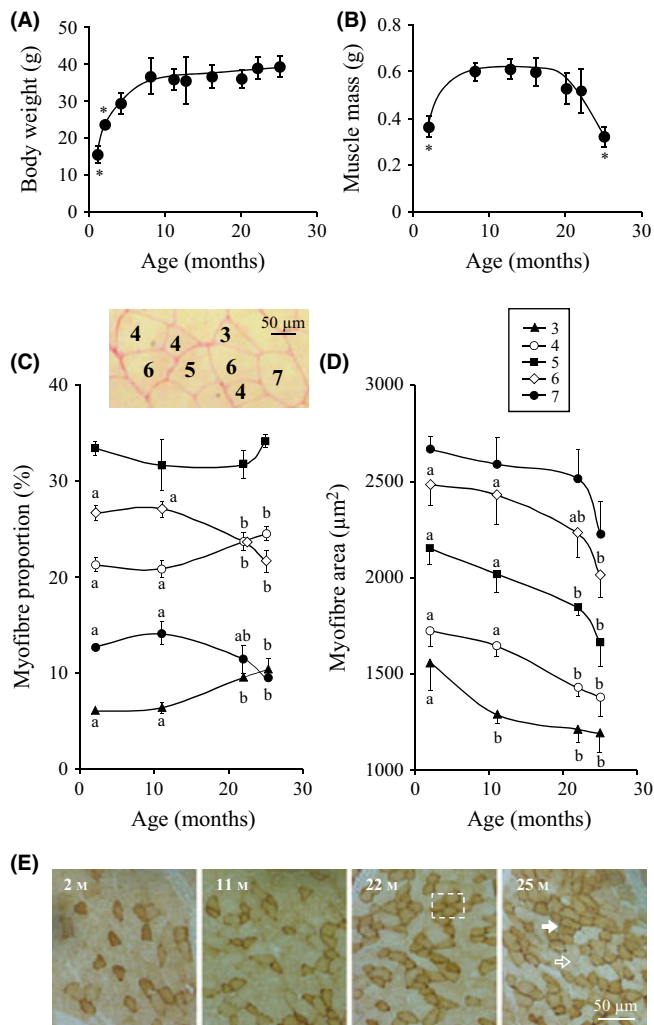 (A)
Body weight (g)
50
40
30
20
10
0
*
*
0 10 20 30
Age (months)
(B)
Muscle mass (g)
0.8
0.6
0.4
0.2
0
*
*
0 10 20 30
Age (months)
4 4 3 50 µm
6 5 6 7
4
3
4
5
6
7
(C)
Myofibre proportion (%)
40
30
20
10
0
a a b b
a a b b
a a ab b
a a b b
0 10 20 30
Age (months)
(D)
Myofibre area (µm²)
3000
2500
2000
1500
1000
a a ab b
a a b b
a a b b
a b b b
0 10 20 30
Age (months)
(E)
2 M 11 M 22 M 25 M
50 µm